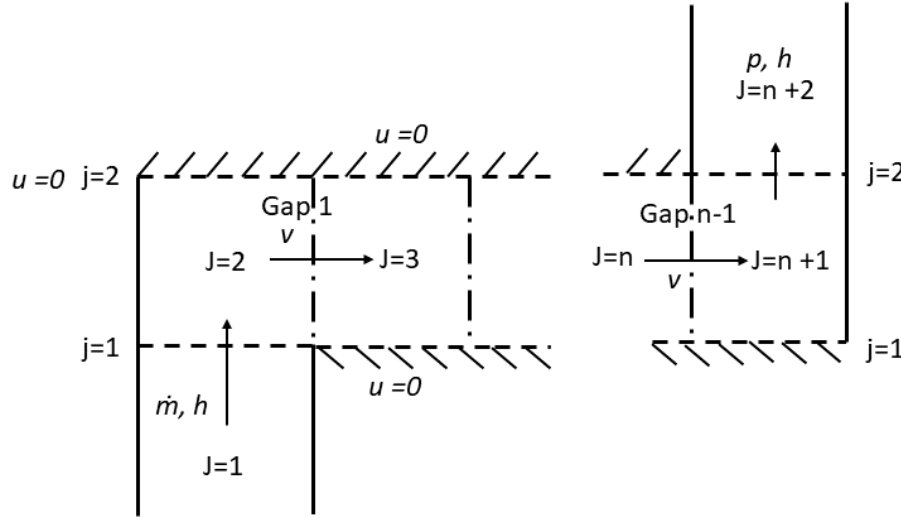 u =0
u =0 j=2
Gap 1
v
J=2
J=3
j=1
u =0
ṁ, h
J=1
p, h
J=n +2
j=2
Gap n-1
J=n
J=n +1
v
j=1